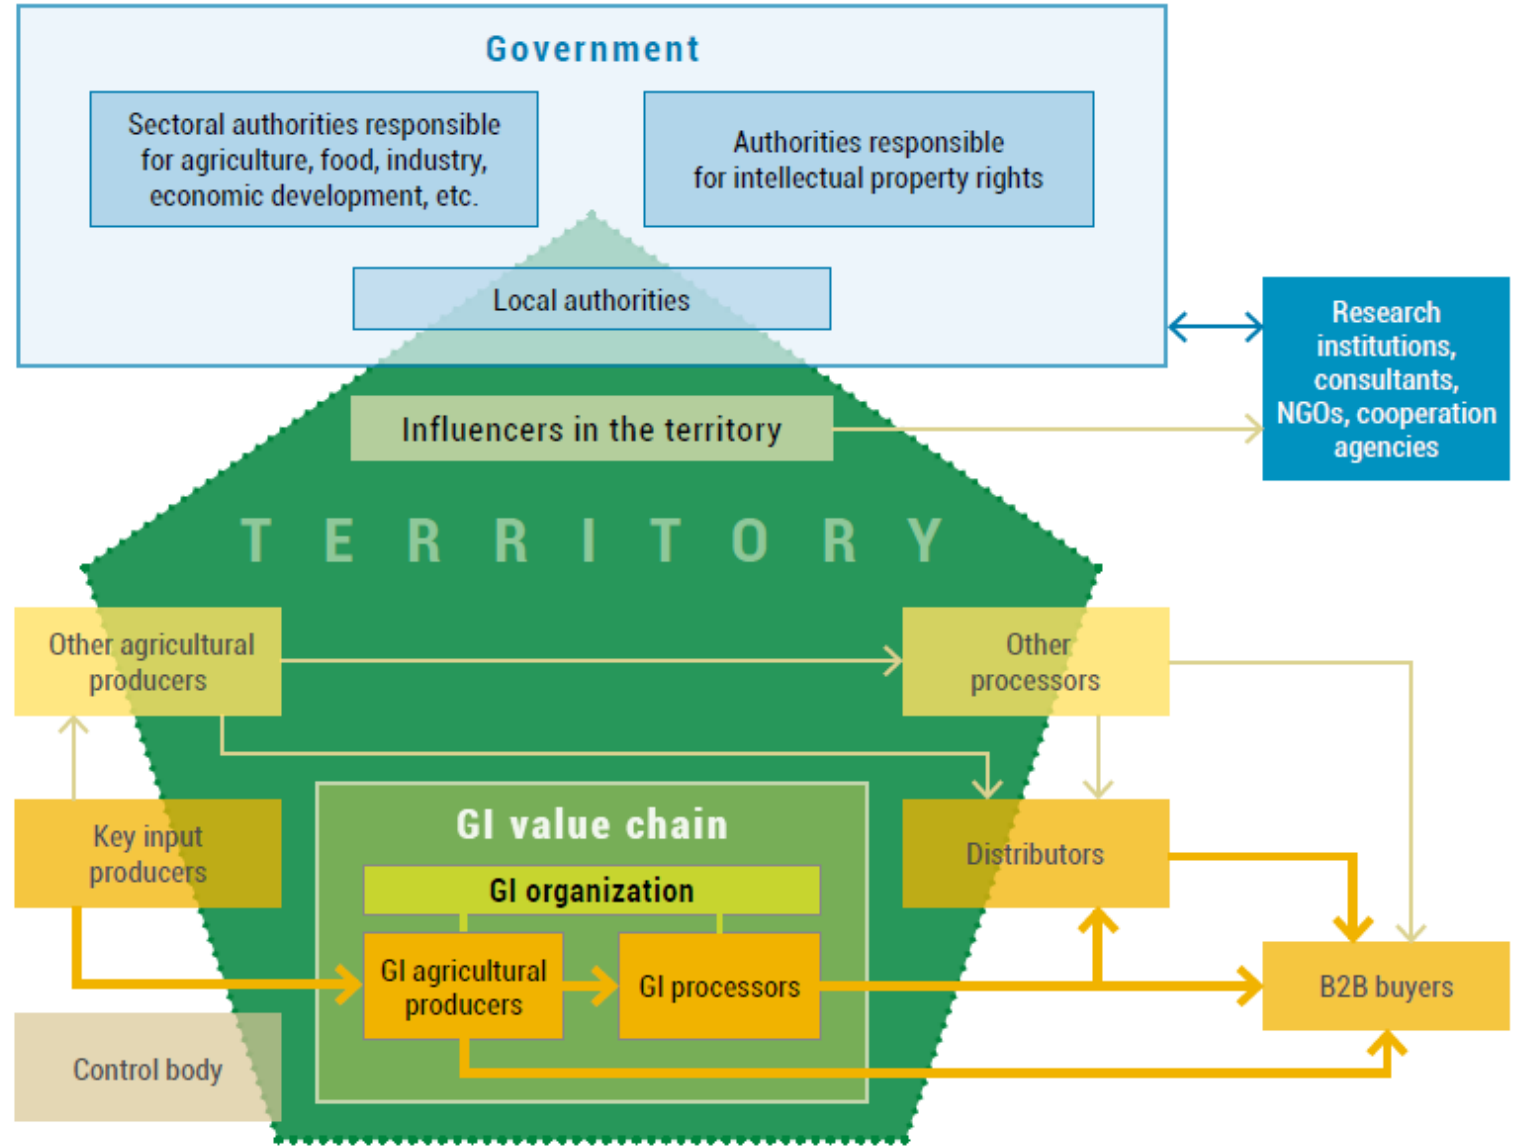 Government
Sectoral authorities responsible
for agriculture, food, industry,
economic development, etc.
Authorities responsible
for intellectual property rights
Local authorities
Research
institutions,
consultants,
NGOs, cooperation
agencies
Influencers in the territory
TERRITORY
Other agricultural
producers
Other
processors
Key input
producers
GI value chain
Distributors
GI organization
GI agricultural
producers
GI processors
B2B buyers
Control body